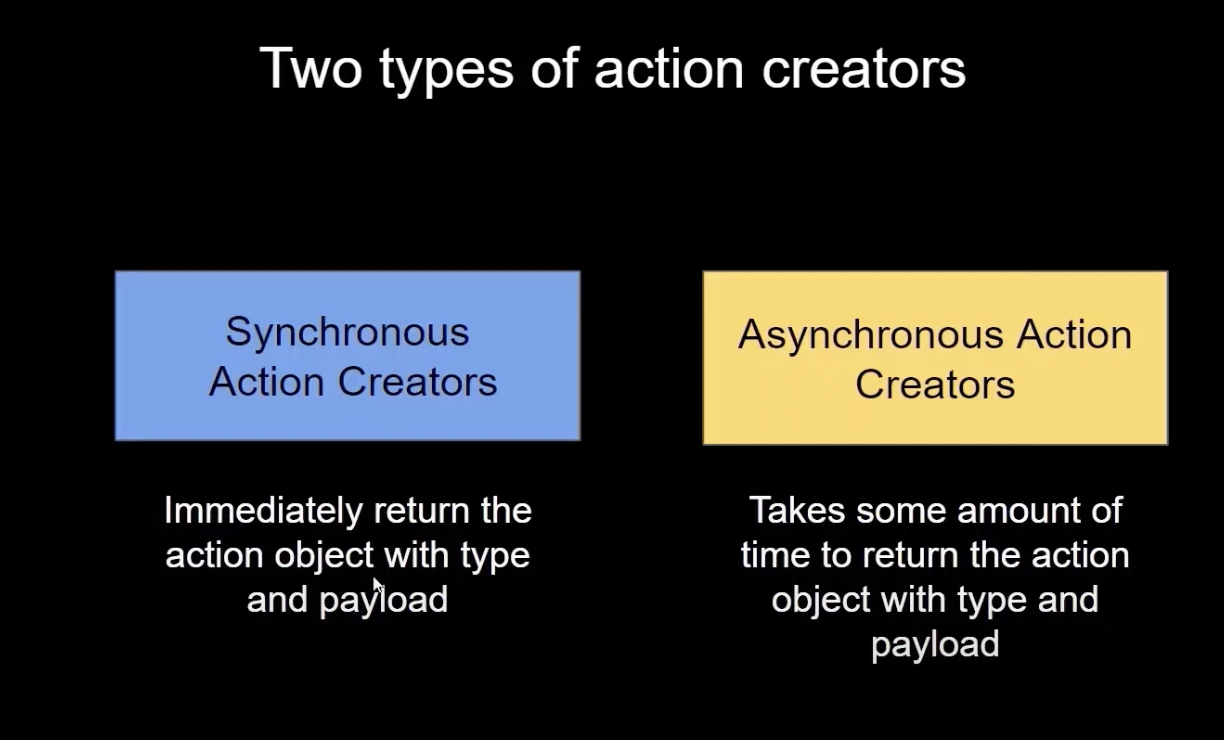 Two types of action creators
Synchronous
Action Creators
Immediately return the
action object with type
and payload
Asynchronous Action
Creators
Takes some amount of
time to return the action
object with type and
payload